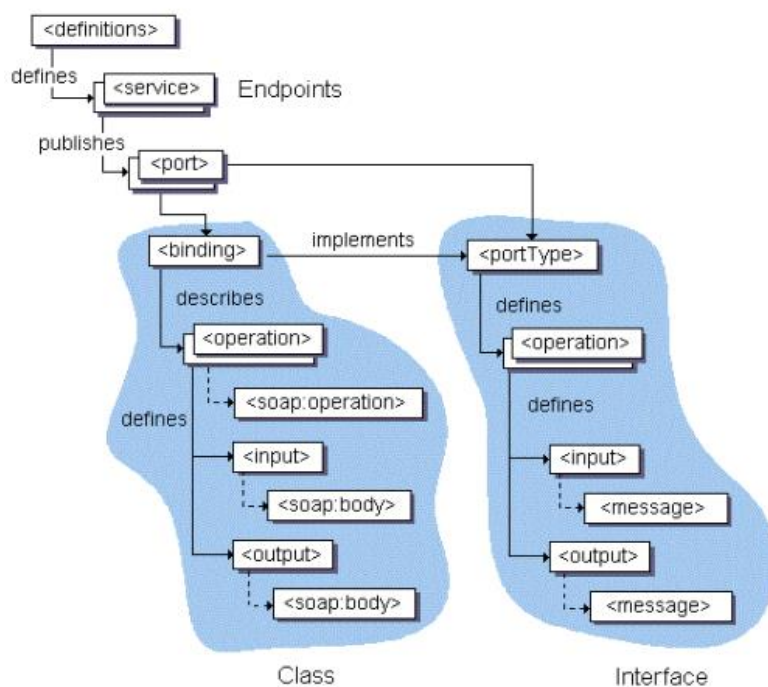 <definitions>
defines
<service> Endpoints
publishes
<port>
<binding> implements <portType>
describes defines
<operation> <operation>
<soap:operation>
defines defines
<input> <input>
<soap:body> <message>
<output> <output>
<soap:body> <message>
Class Interface